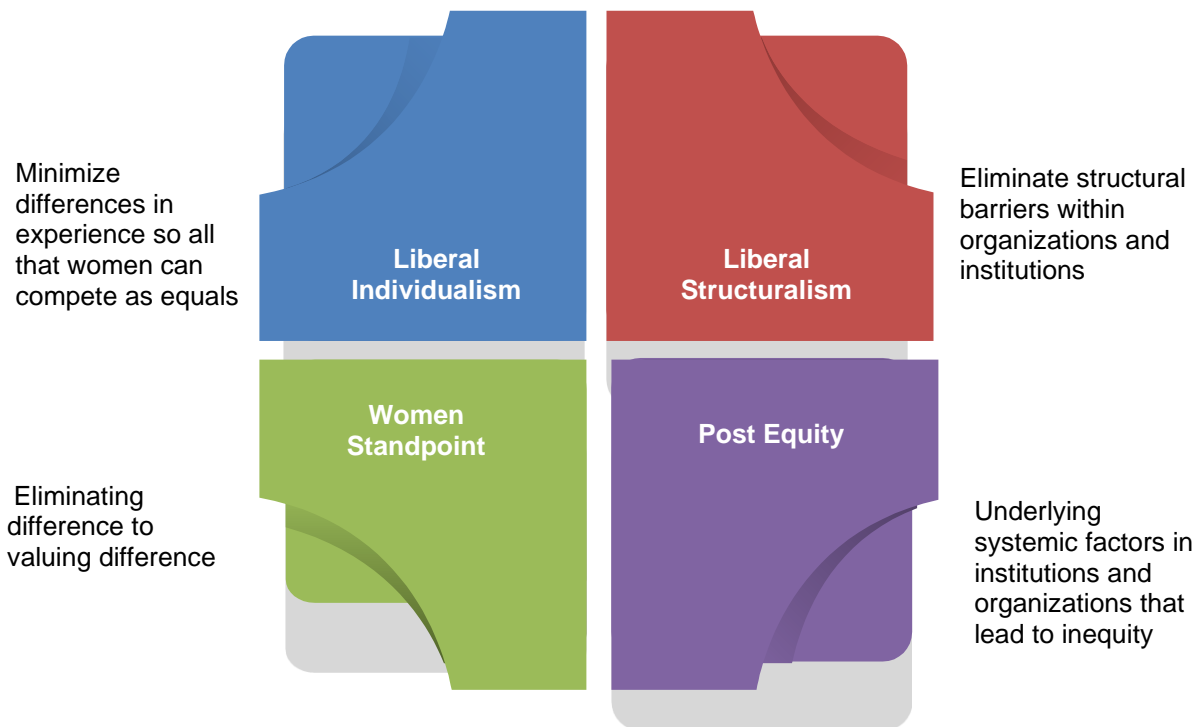 Minimize
differences in
experience so all
that women can
compete as equals
Liberal
Individualism
Liberal
Structuralism
Eliminate structural
barriers within
organizations and
institutions
Eliminating
difference to
valuing difference
Women
Standpoint
Post Equity
Underlying
systemic factors in
institutions and
organizations that
lead to inequity